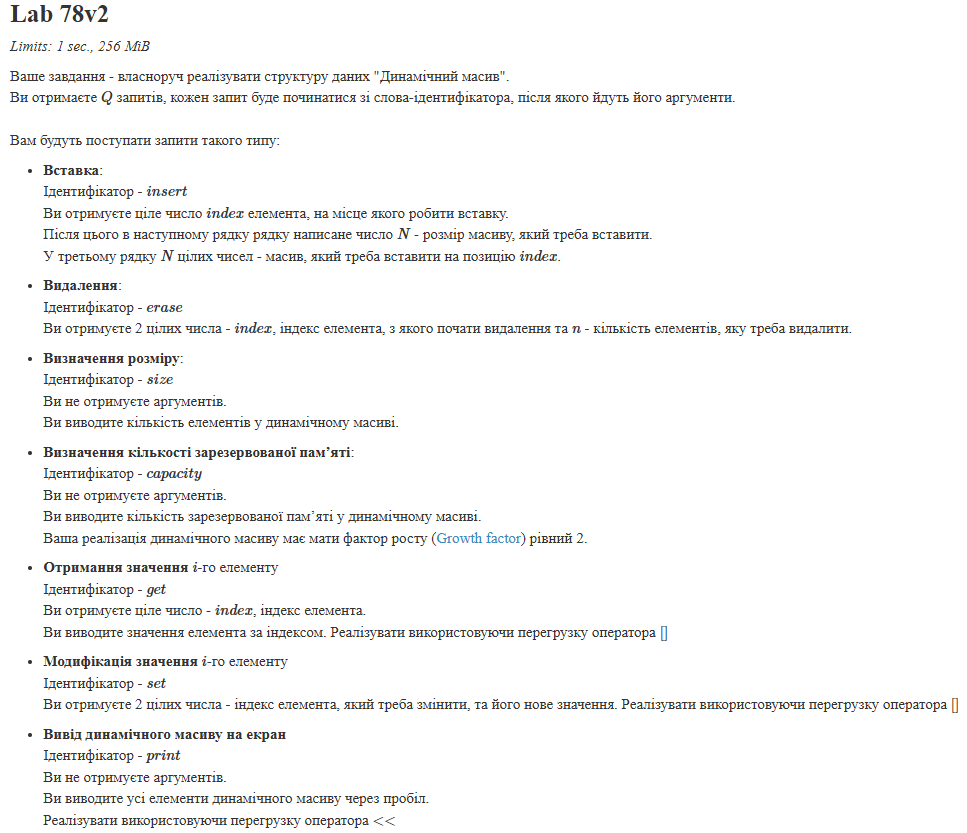 Lab 78v2
Limits: 1 sec., 256 MiB
Ваше завдання - власноруч реалізувати структуру даних "Динамічний масив".
Ви отримаєте Q запитів, кожен запит буде починатися зі слова-ідентифікатора, після якого йдуть його аргументи.
Вам будуть поступати запити такого типу:
• Вставка:
Ідентифікатор - insert
Ви отримуєте ціле число index елемента, на місце якого робити вставку.
Після цього в наступному рядку рядку написане число N - розмір масиву, який треба вставити.
У третьому рядку N цілих чисел - масив, який треба вставити на позицію index.
• Видалення:
Ідентифікатор - erase
Ви отримуєте 2 цілих числа - index, індекс елемента, з якого почати видалення та n - кількість елементів, яку треба видалити.
• Визначення розміру:
Ідентифікатор - size
Ви не отримуєте аргументів.
Ви виводите кількість елементів у динамічному масиві.
• Визначення кількості зарезервованої пам’яті:
Ідентифікатор - capacity
Ви не отримуєте аргументів.
Ви виводите кількість зарезервованої пам’яті у динамічному масиві.
Ваша реалізація динамічного масиву має мати фактор росту (Growth factor) рівний 2.
• Отримання значення i-го елементу
Ідентифікатор - get
Ви отримуєте ціле число - index, індекс елемента.
Ви виводите значення елемента за індексом. Реалізувати використовуючи перегрузку оператора []
• Модифікація значення i-го елементу
Ідентифікатор - set
Ви отримуєте 2 цілих числа - індекс елемента, який треба змінити, та його нове значення. Реалізувати використовуючи перегрузку оператора []
• Вивід динамічного масиву на екран
Ідентифікатор - print
Ви не отримуєте аргументів.
Ви виводите усі елементи динамічного масиву через пробіл.
Реалізувати використовуючи перегрузку оператора <<